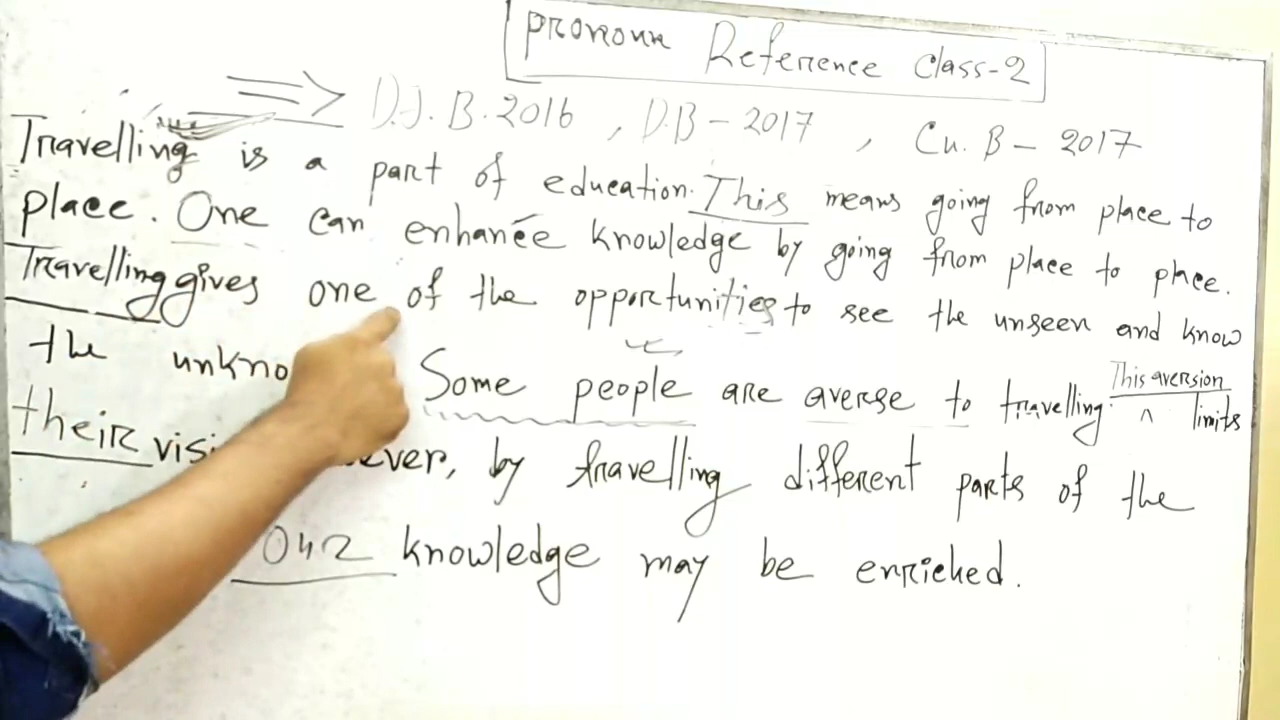 Pronoun Reference Class-2
D.J.B. 2016, D.B - 2017, Cu. B - 2017
Travelling is a part of education. This means going from place to
place. One can enhance knowledge by going from place to place.
Travelling gives one of the opportunities to see the unseen and know
the unkno Some people are averse to travelling. This aversion limits
their visi ever, by travelling different parts of the
our knowledge may be enriched.